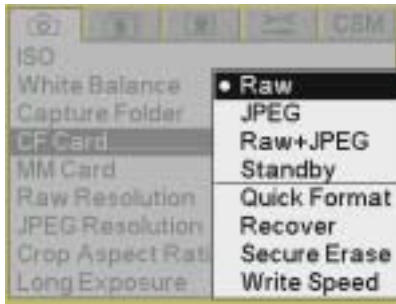 CSM
ISO
White Balance
Capture Folder
CF Card
MM Card
Raw Resolution
JPEG Resolution
Crop Aspect Rati
Long Exposure
Raw
JPEG
Raw+JPEG
Standby
Quick Format
Recover
Secure Erase
Write Speed